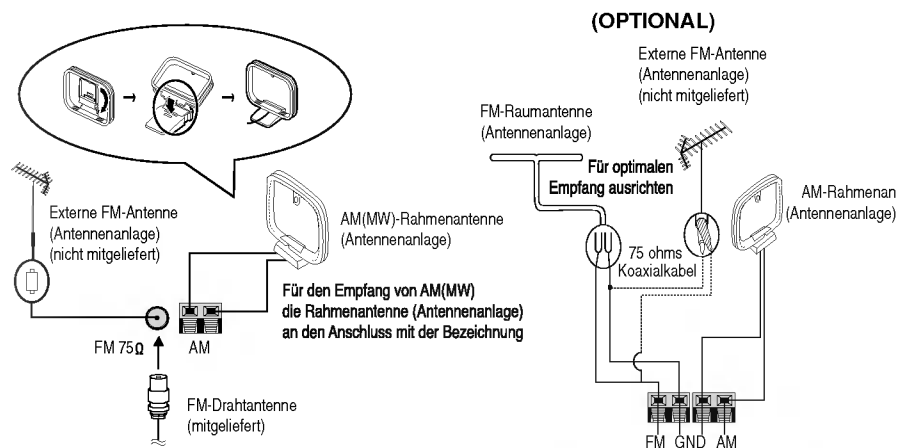 (OPTIONAL)
Externe FM-Antenne
(Antennenanlage)
(nicht mitgeliefert)
FM-Raumantenne
(Antennenanlage)
Für optimalen
Empfang ausrichten
AM-Rahmenan
(Antennenanlage)
75 ohms
Koaxialkabel
FM GND AM
Externe FM-Antenne
(Antennenanlage)
(nicht mitgeliefert)
AM(MW)-Rahmenantenne
(Antennenanlage)
Für den Empfang von AM(MW)
die Rahmenantenne (Antennenanlage)
an den Anschluss mit der Bezeichnung
FM 75Ω
AM
FM-Drahtantenne
(mitgeliefert)